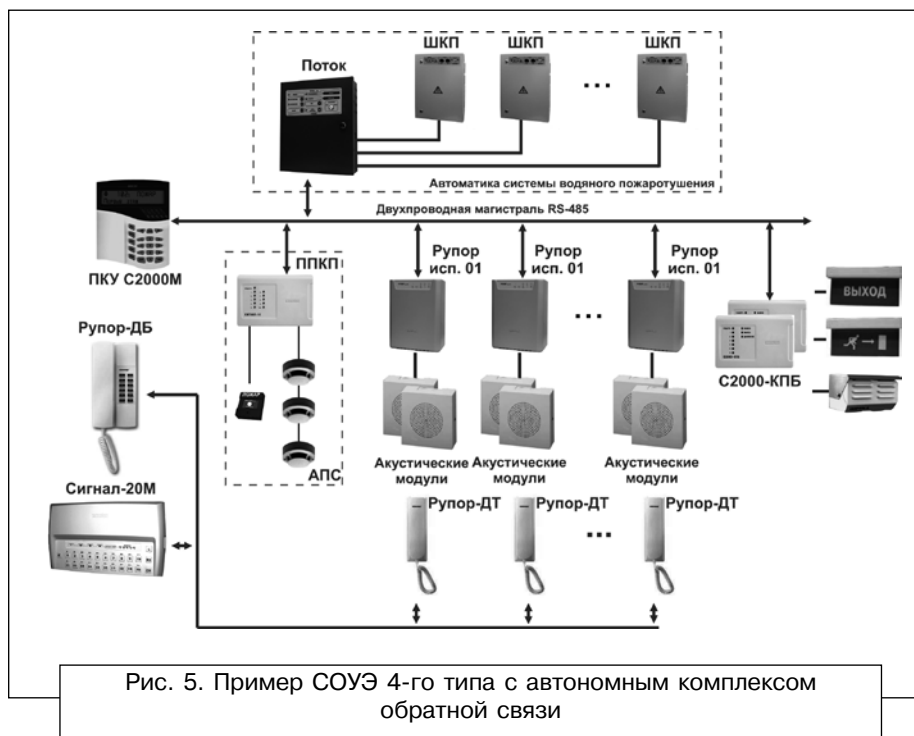 ШКП ШКП ШКП
Поток
...
Автоматика системы водяного пожаротушения
Двухпроводная магистраль RS-485
ПКУ С2000М
ППКП
Рупор
исп. 01
Рупор
исп. 01
Рупор
исп. 01
...
ВЫХОД
С2000-КПБ
Рупор-ДБ
АПС
Акустические
модули
Акустические
модули
Акустические
модули
Сигнал-20М
Рупор-ДТ Рупор-ДТ Рупор-ДТ
...
Рис. 5. Пример СОУЭ 4-го типа с автономным комплексом
обратной связи